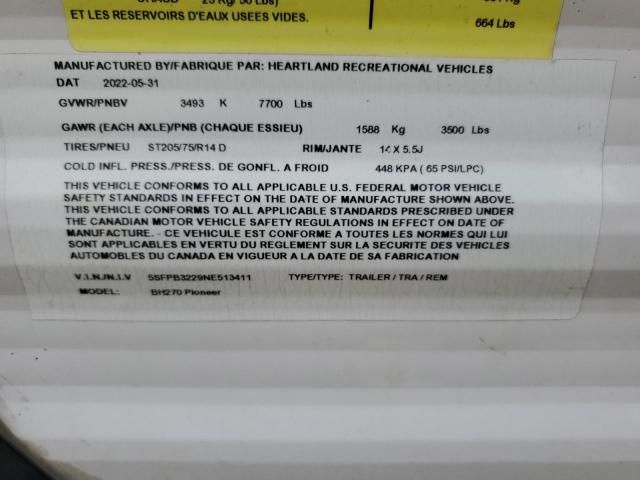 25 Kg/ 56 Lbs)
ET LES RESERVOIRS D'EAUX USEES VIDES.
664 Lbs
MANUFACTURED BY/FABRIQUE PAR: HEARTLAND RECREATIONAL VEHICLES
DAT 2022-05-31
GVWR/PNBV 3493 K 7700 Lbs
GAWR (EACH AXLE)/PNB (CHAQUE ESSIEU) 1588 Kg 3500 Lbs
TIRES/PNEU ST205/75/R14 D RIM/JANTE 14 X 5.5J
COLD INFL. PRESS./PRESS. DE GONFL. A FROID 448 KPA ( 65 PSI/LPC)
THIS VEHICLE CONFORMS TO ALL APPLICABLE U.S. FEDERAL MOTOR VEHICLE
SAFETY STANDARDS IN EFFECT ON THE DATE OF MANUFACTURE SHOWN ABOVE.
THIS VEHICLE CONFORMS TO ALL APPLICABLE STANDARDS PRESCRIBED UNDER
THE CANADIAN MOTOR VEHICLE SAFETY REGULATIONS IN EFFECT ON DATE OF
MANUFACTURE. - CE VEHICULE EST CONFORME A TOUTES LES NORMES QUI LUI
SONT APPLICABLES EN VERTU DU REGLEMENT SUR LA SECURITE DES VEHICLES
AUTOMOBILES DU CANADA EN VIGUEUR A LA DATE DE SA FABRICATION
V.I.N./N.I.V 5SFPB3229NE513411 TYPE/TYPE: TRAILER / TRA / REM
MODEL: BH270 Pioneer